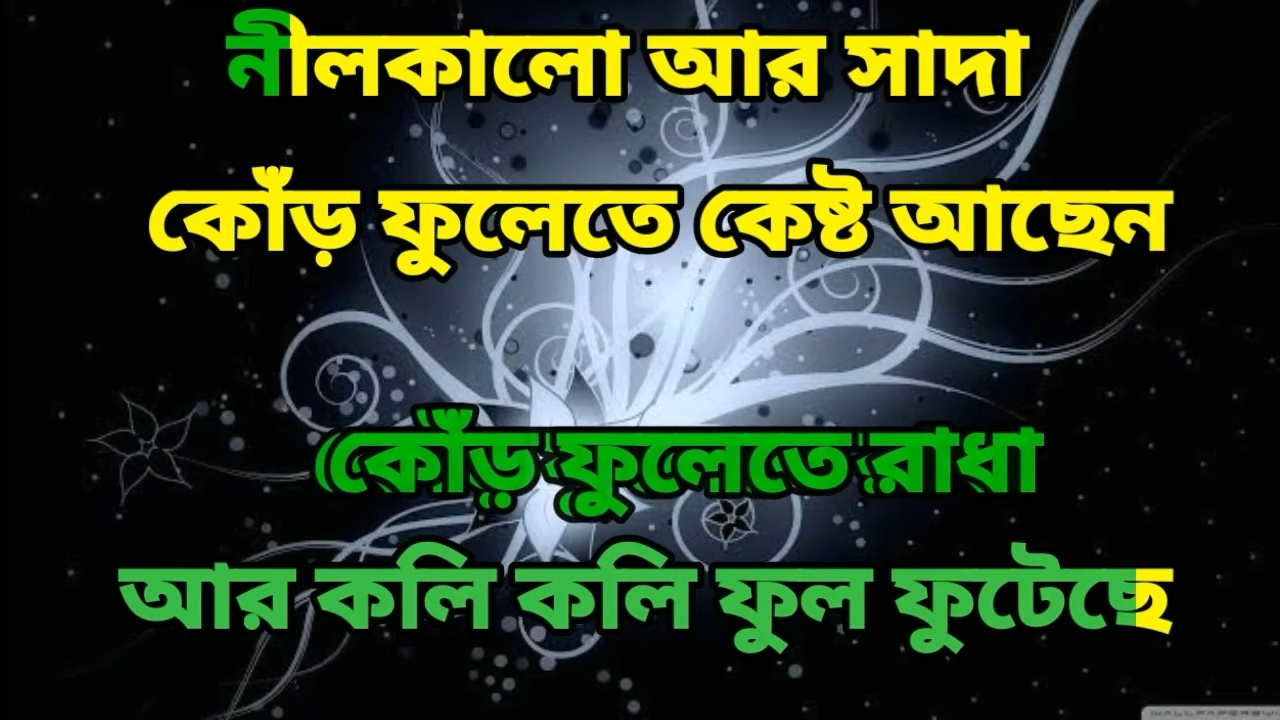 নীলকালো আর সাদা
কোঁড় ফুলেতে কেষ্ট আছেন
কোঁড় ফুলেতে রাধা
আর কলি কলি ফুল ফুটেছে